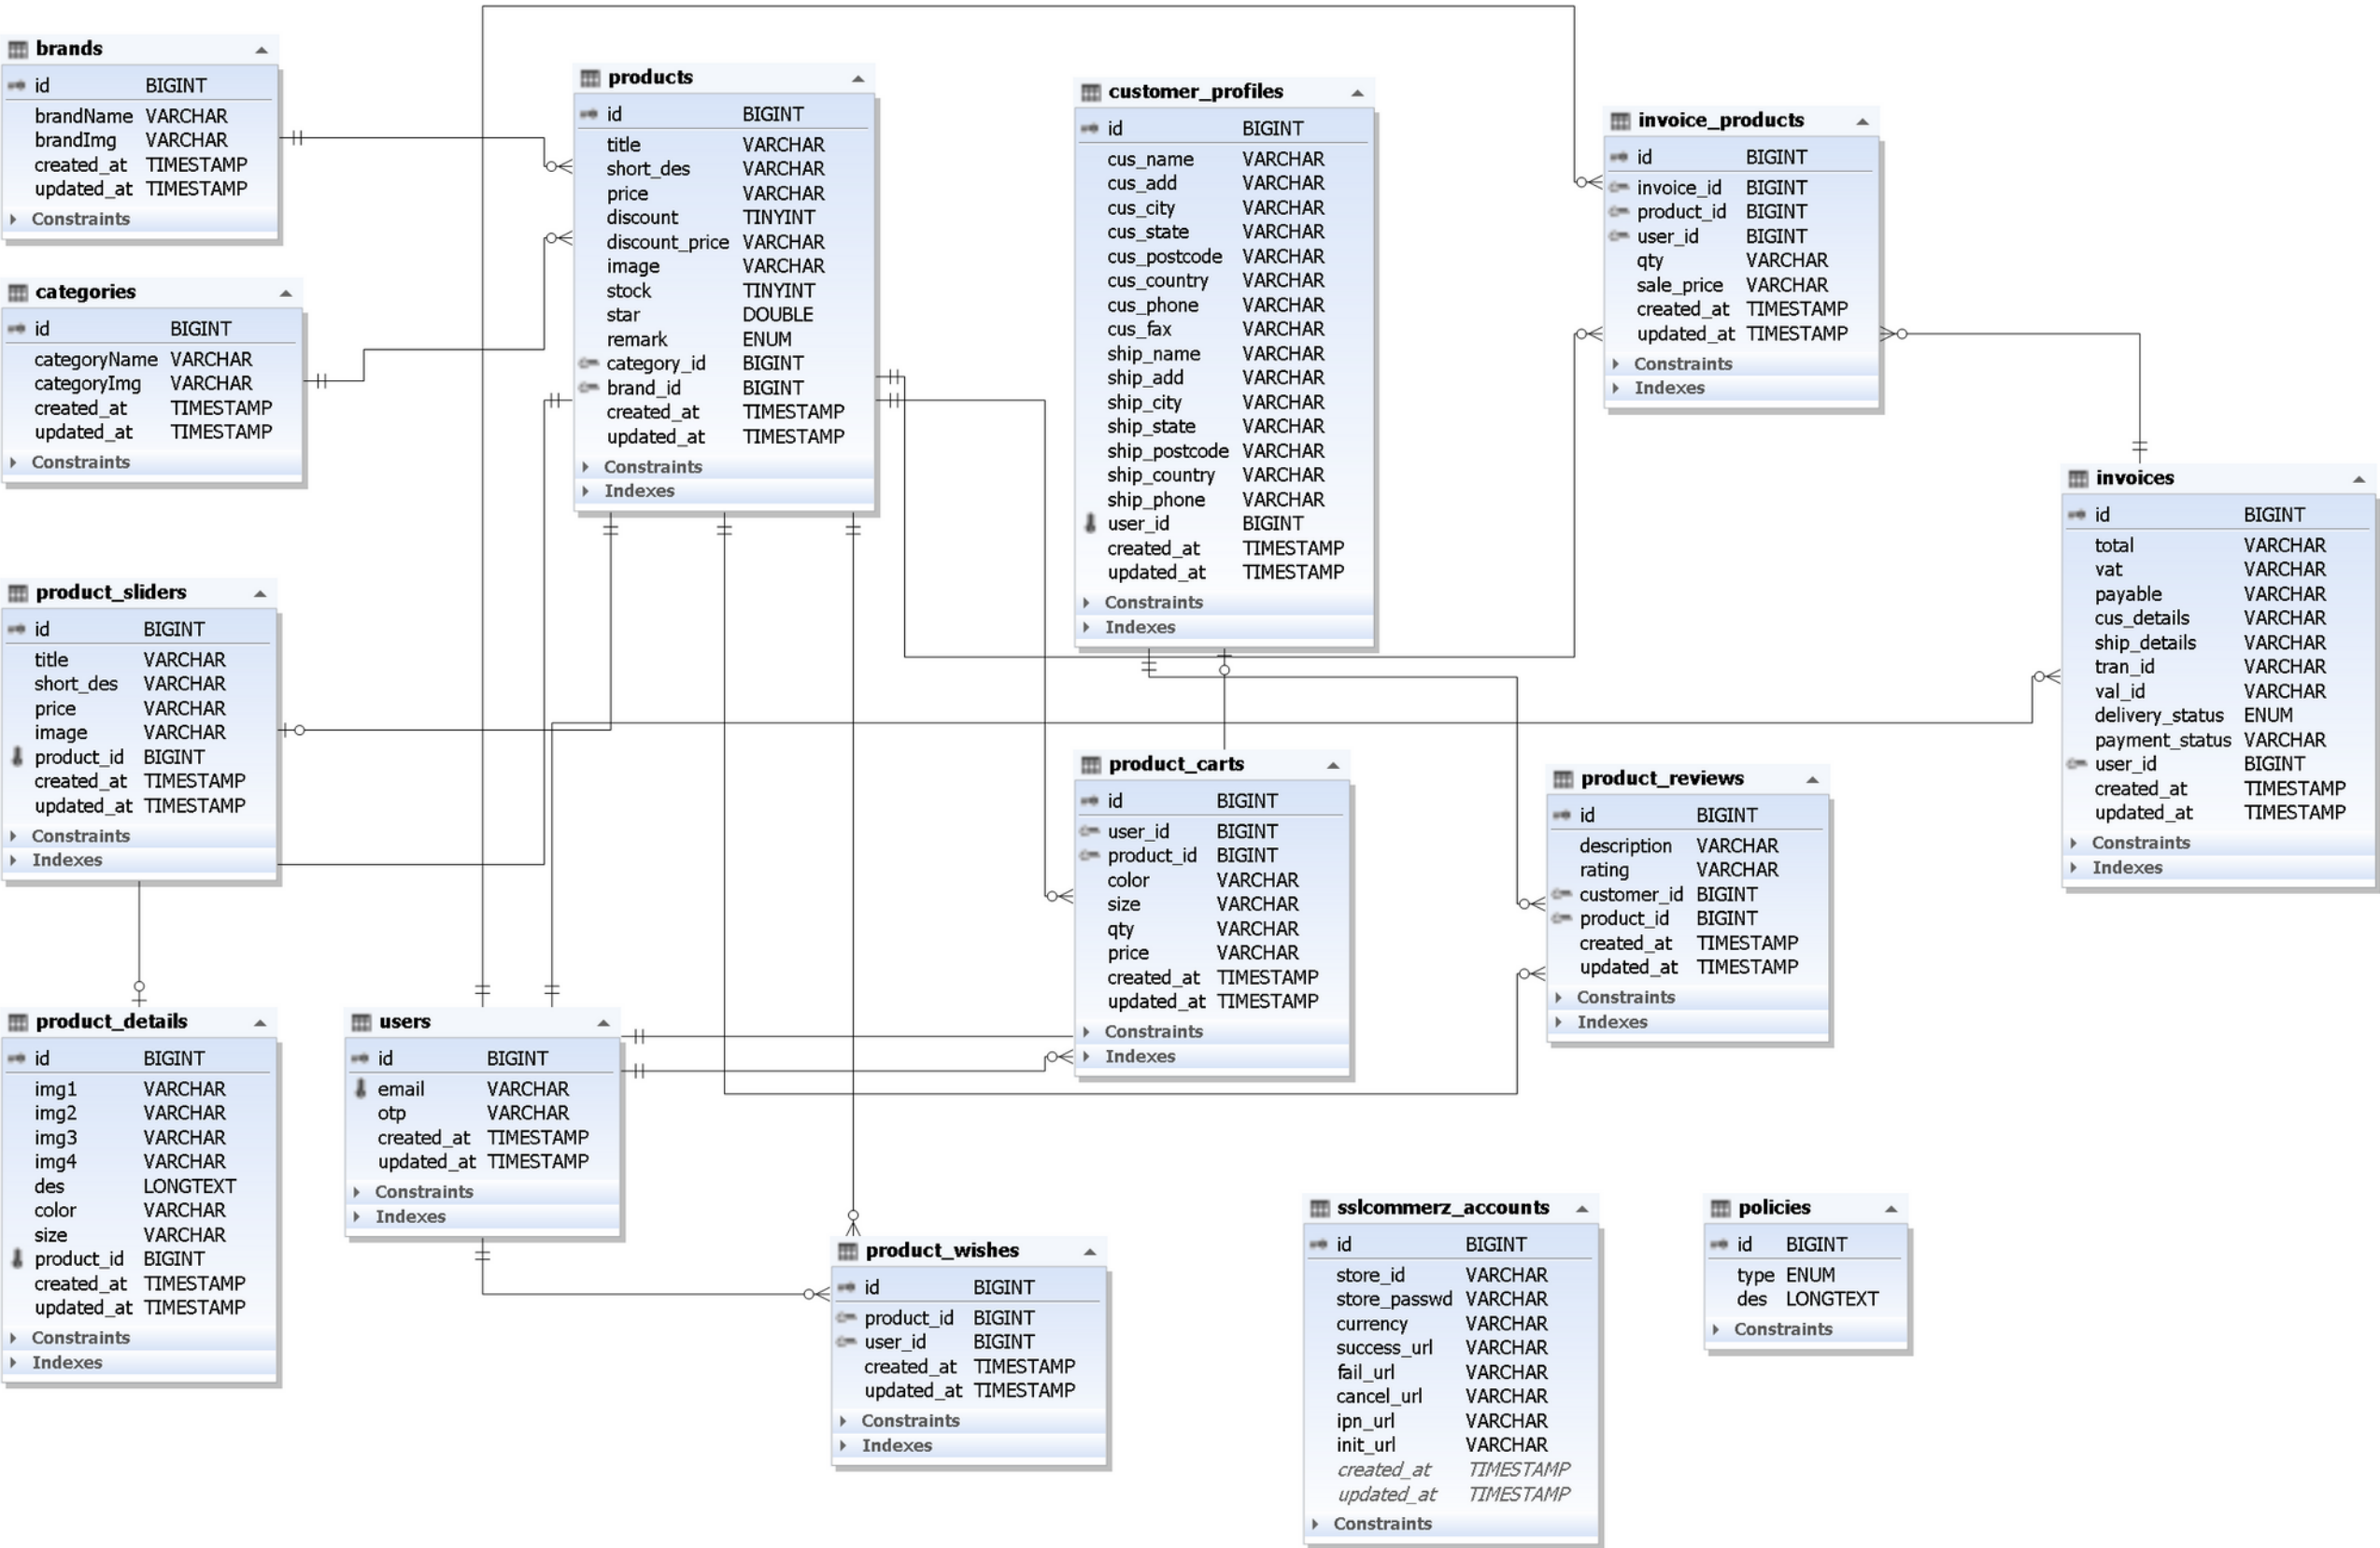 brands
id BIGINT
brandName VARCHAR
brandImg VARCHAR
created_at TIMESTAMP
updated_at TIMESTAMP
Constraints
categories
id BIGINT
categoryName VARCHAR
categoryImg VARCHAR
created_at TIMESTAMP
updated_at TIMESTAMP
Constraints
product_sliders
id BIGINT
title VARCHAR
short_des VARCHAR
price VARCHAR
image VARCHAR
product_id BIGINT
created_at TIMESTAMP
updated_at TIMESTAMP
Constraints
Indexes
product_details
id BIGINT
img1 VARCHAR
img2 VARCHAR
img3 VARCHAR
img4 VARCHAR
des LONGTEXT
color VARCHAR
size VARCHAR
product_id BIGINT
created_at TIMESTAMP
updated_at TIMESTAMP
Constraints
Indexes
users
id BIGINT
email VARCHAR
otp VARCHAR
created_at TIMESTAMP
updated_at TIMESTAMP
Constraints
Indexes
products
id BIGINT
title VARCHAR
short_des VARCHAR
price VARCHAR
discount TINYINT
discount_price VARCHAR
image VARCHAR
stock TINYINT
star DOUBLE
remark ENUM
category_id BIGINT
brand_id BIGINT
created_at TIMESTAMP
updated_at TIMESTAMP
Constraints
Indexes
product_wishes
id BIGINT
product_id BIGINT
user_id BIGINT
created_at TIMESTAMP
updated_at TIMESTAMP
Constraints
Indexes
customer_profiles
id BIGINT
cus_name VARCHAR
cus_add VARCHAR
cus_city VARCHAR
cus_state VARCHAR
cus_postcode VARCHAR
cus_country VARCHAR
cus_phone VARCHAR
cus_fax VARCHAR
ship_name VARCHAR
ship_add VARCHAR
ship_city VARCHAR
ship_state VARCHAR
ship_postcode VARCHAR
ship_country VARCHAR
ship_phone VARCHAR
user_id BIGINT
created_at TIMESTAMP
updated_at TIMESTAMP
Constraints
Indexes
product_carts
id BIGINT
user_id BIGINT
product_id BIGINT
color VARCHAR
size VARCHAR
qty VARCHAR
price VARCHAR
created_at TIMESTAMP
updated_at TIMESTAMP
Constraints
Indexes
invoice_products
id BIGINT
invoice_id BIGINT
product_id BIGINT
user_id BIGINT
qty VARCHAR
sale_price VARCHAR
created_at TIMESTAMP
updated_at TIMESTAMP
Constraints
Indexes
product_reviews
id BIGINT
description VARCHAR
rating VARCHAR
customer_id BIGINT
product_id BIGINT
created_at TIMESTAMP
updated_at TIMESTAMP
Constraints
Indexes
invoices
id BIGINT
total VARCHAR
vat VARCHAR
payable VARCHAR
cus_details VARCHAR
ship_details VARCHAR
tran_id VARCHAR
val_id VARCHAR
delivery_status ENUM
payment_status VARCHAR
user_id BIGINT
created_at TIMESTAMP
updated_at TIMESTAMP
Constraints
Indexes
sslcommerz_accounts
id BIGINT
store_id VARCHAR
store_passwd VARCHAR
currency VARCHAR
success_url VARCHAR
fail_url VARCHAR
cancel_url VARCHAR
ipn_url VARCHAR
init_url VARCHAR
created_at TIMESTAMP
updated_at TIMESTAMP
Constraints
policies
id BIGINT
type ENUM
des LONGTEXT
Constraints